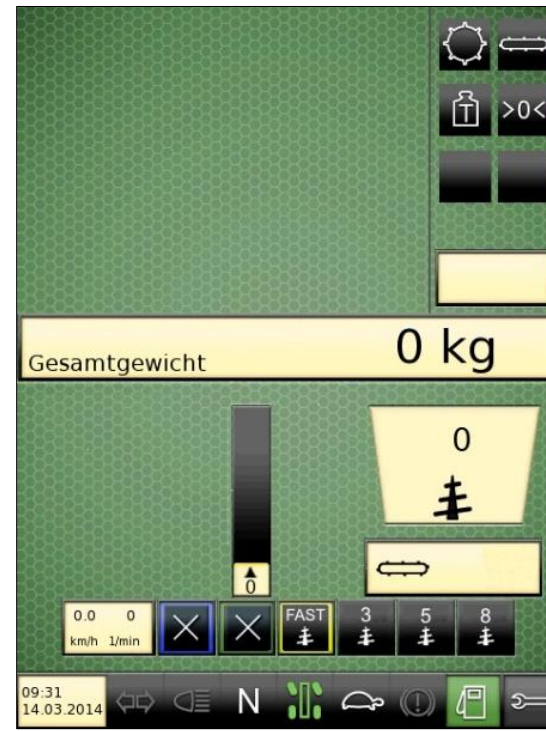 T >0<
0 kg
Gesamtgewicht
0
0
0.0 0
km/h 1/min
FAST 3 5 8
09:31
14.03.2014
N